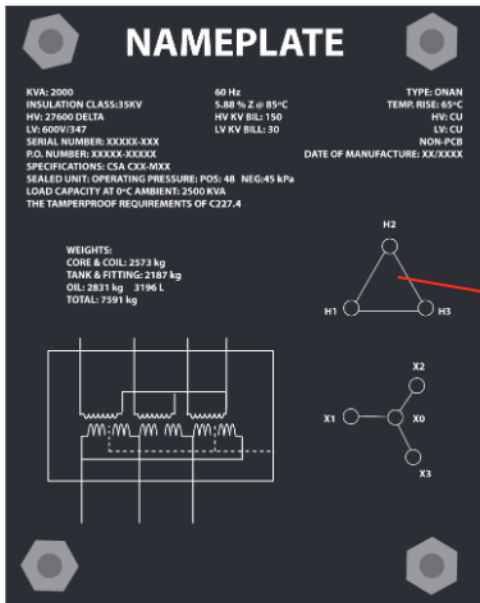 NAMEPLATE
KVA: 2000 60 Hz TYPE: ONAN
INSULATION CLASS:35KV 5.88 % Z @ 85ºC TEMP. RISE: 65ºC
HV: 27600 DELTA HV KV BIL: 150 HV: CU
LV: 600V/347 LV KV BILL: 30 LV: CU
SERIAL NUMBER: XXXXX-XXX NON-PCB
P.O. NUMBER: XXXXX-XXXXX DATE OF MANUFACTURE: XX/XXXX
SPECIFICATIONS: CSA CXX-MXX
SEALED UNIT: OPERATING PRESSURE; POS: 48 NEG:45 kPa
LOAD CAPACITY AT 0ºC AMBIENT: 2500 KVA
THE TAMPERPROOF REQUIREMENTS OF C227.4
WEIGHTS:
CORE & COIL: 2573 kg
TANK & FITTING: 2187 kg
OIL: 2831 kg 3196 L
TOTAL: 7591 kg
H2
H1 H3
X2
X1 X0
X3